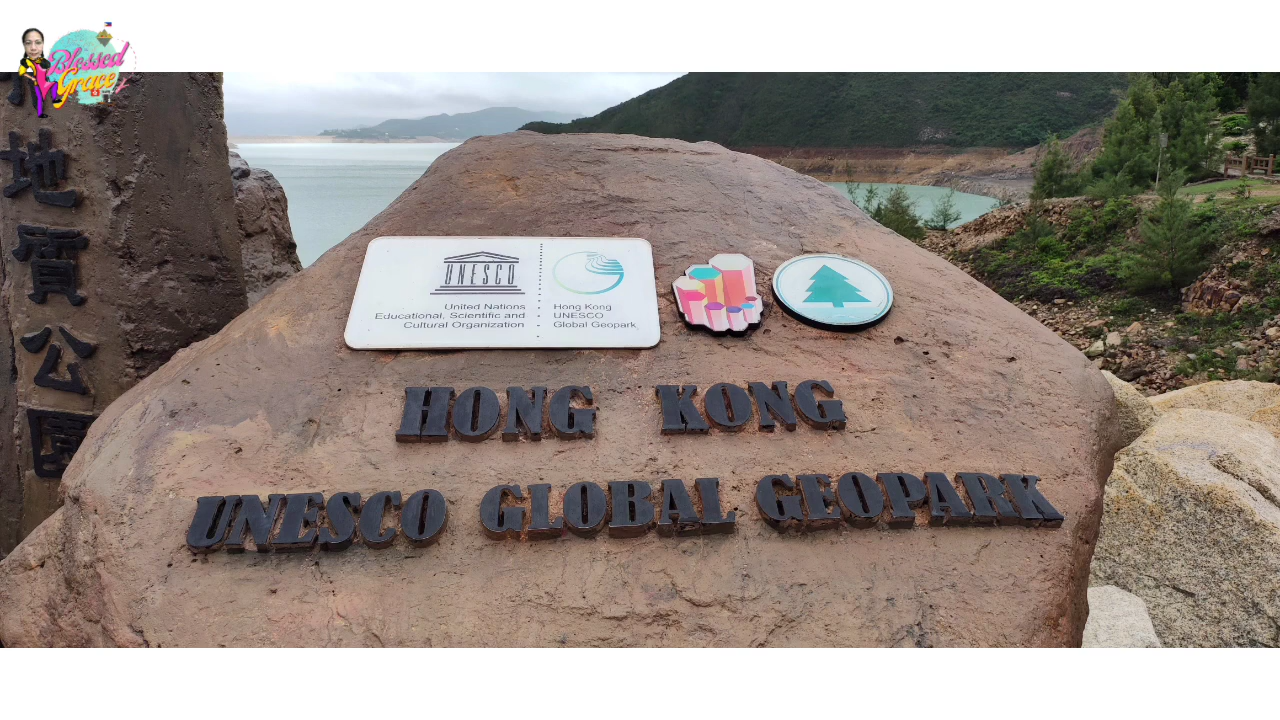 Blessed
Grace
地
質
公
園
UNESCO
United Nations
Educational, Scientific and
Cultural Organization
Hong Kong
UNESCO
Global Geopark
HONG KONG
UNESCO GLOBAL GEOPARK